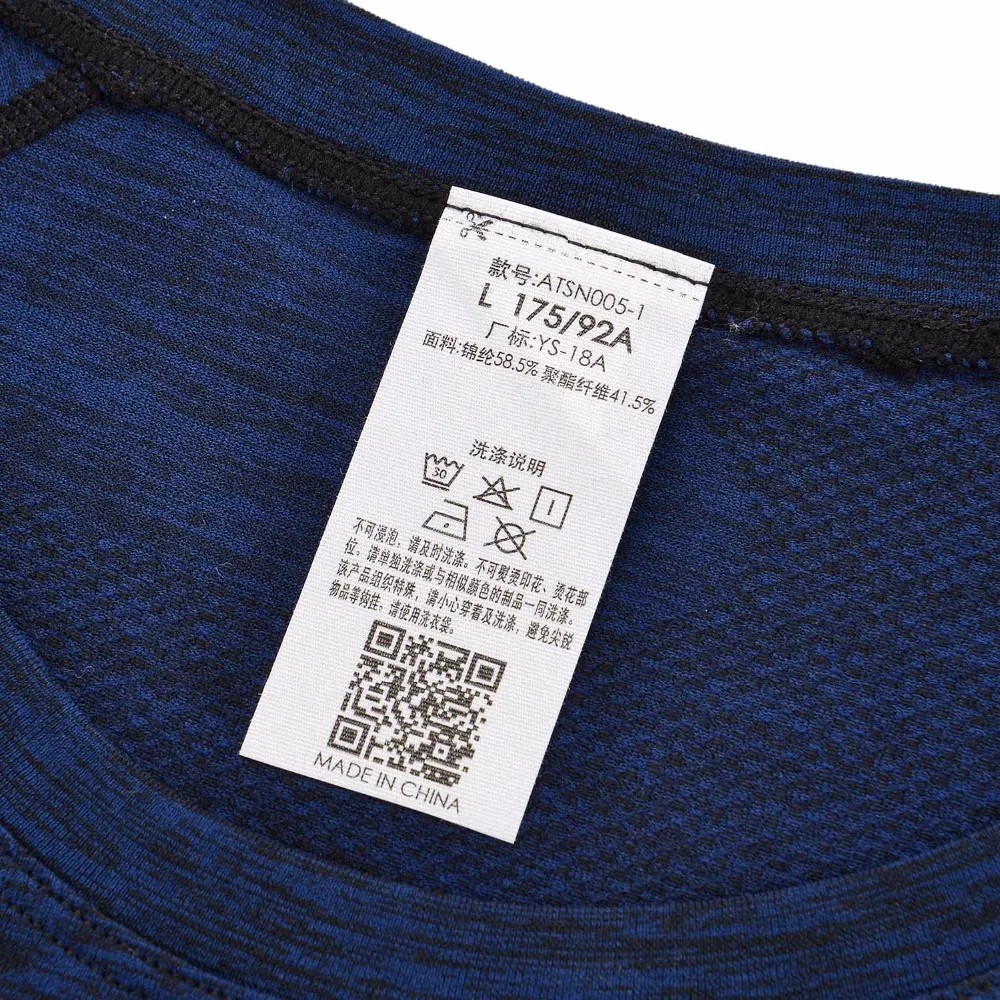 款号:ATSN005-1
L 175/92A
厂标:YS-18A
面料:锦纶58.5% 聚酯纤维41.5%
洗涤说明
30
不可浸泡,请及时洗涤。不可熨烫印花、烫花部
位。请单独洗涤或与相似颜色的制品一同洗涤。
该产品组织特殊,请小心穿着及洗涤,避免尖锐
物品等钩挂,请使用洗衣袋。
MADE IN CHINA